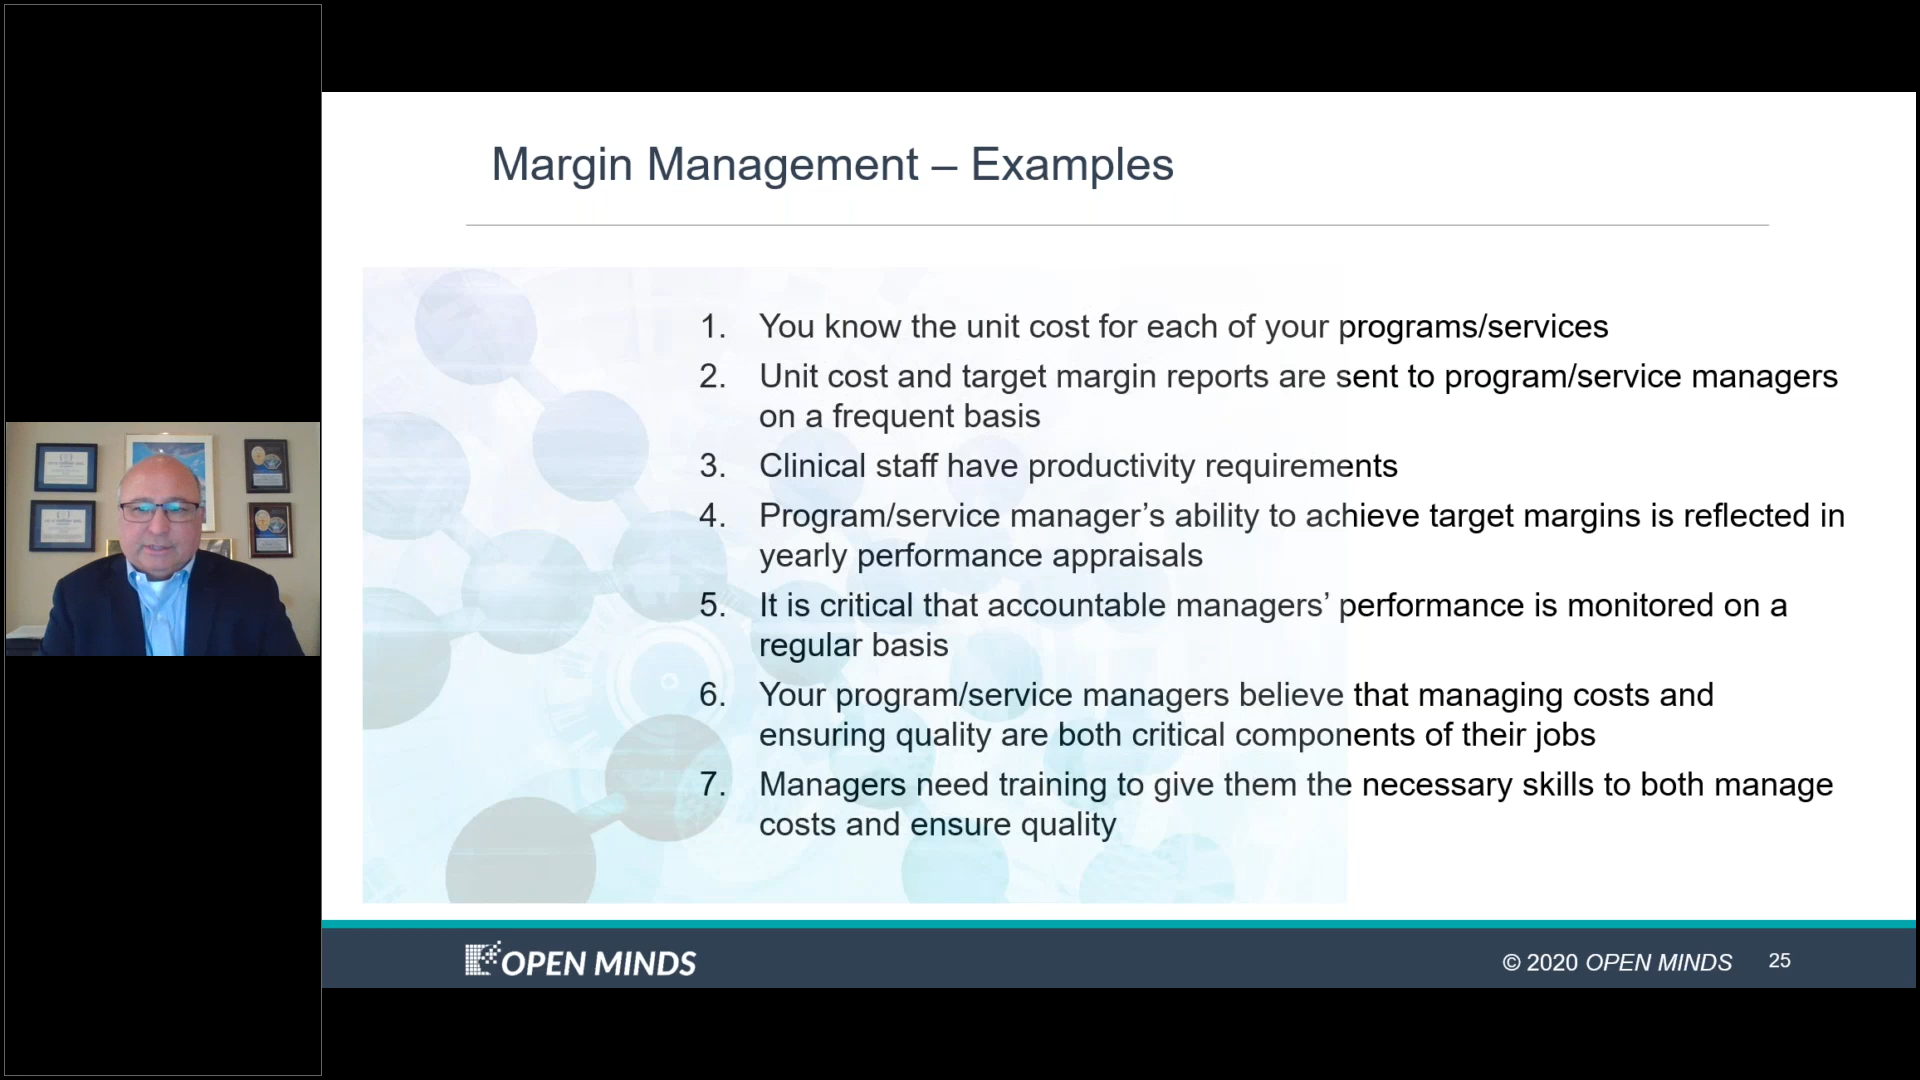 Margin Management – Examples
1. You know the unit cost for each of your programs/services
2. Unit cost and target margin reports are sent to program/service managers
on a frequent basis
3. Clinical staff have productivity requirements
4. Program/service manager’s ability to achieve target margins is reflected in
yearly performance appraisals
5. It is critical that accountable managers’ performance is monitored on a
regular basis
6. Your program/service managers believe that managing costs and
ensuring quality are both critical components of their jobs
7. Managers need training to give them the necessary skills to both manage
costs and ensure quality
OPEN MINDS
© 2020 OPEN MINDS 25